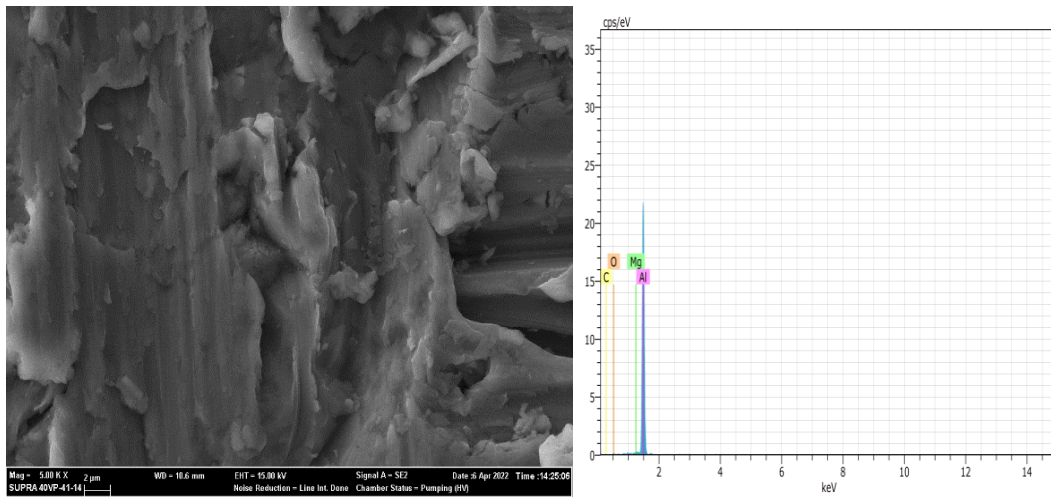 Mag = 5.00 K X 2 µm WD = 10.6 mm EHT = 15.00 kV Signal A = SE2 Date :6 Apr 2022 Time :14:25:06
SUPRA 40VP-41-14 Noise Reduction = Line Int. Done Chamber Status = Pumping (HV)
cps/eV
35
30
25
20
15
10
5
0
O Mg
C Al
2 4 6 8 10 12 14
keV